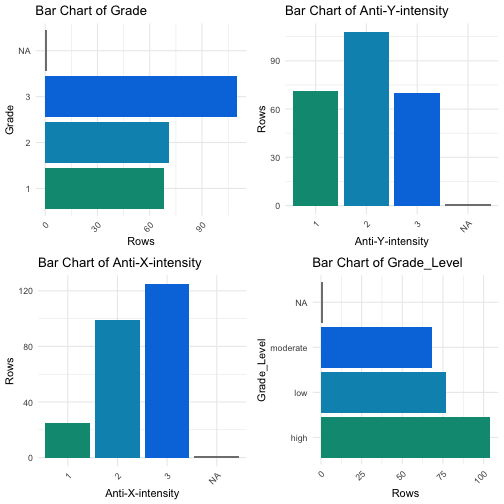 Bar Chart of Grade
Grade
NA
3
2
1
0
30
60
90
Rows
Bar Chart of Anti-Y-intensity
Rows
90
60
30
0
1
2
3
NA
Anti-Y-intensity
Bar Chart of Anti-X-intensity
Rows
120
80
40
0
1
2
3
NA
Anti-X-intensity
Bar Chart of Grade_Level
Grade_Level
NA
moderate
low
high
0
25
50
75
100
Rows